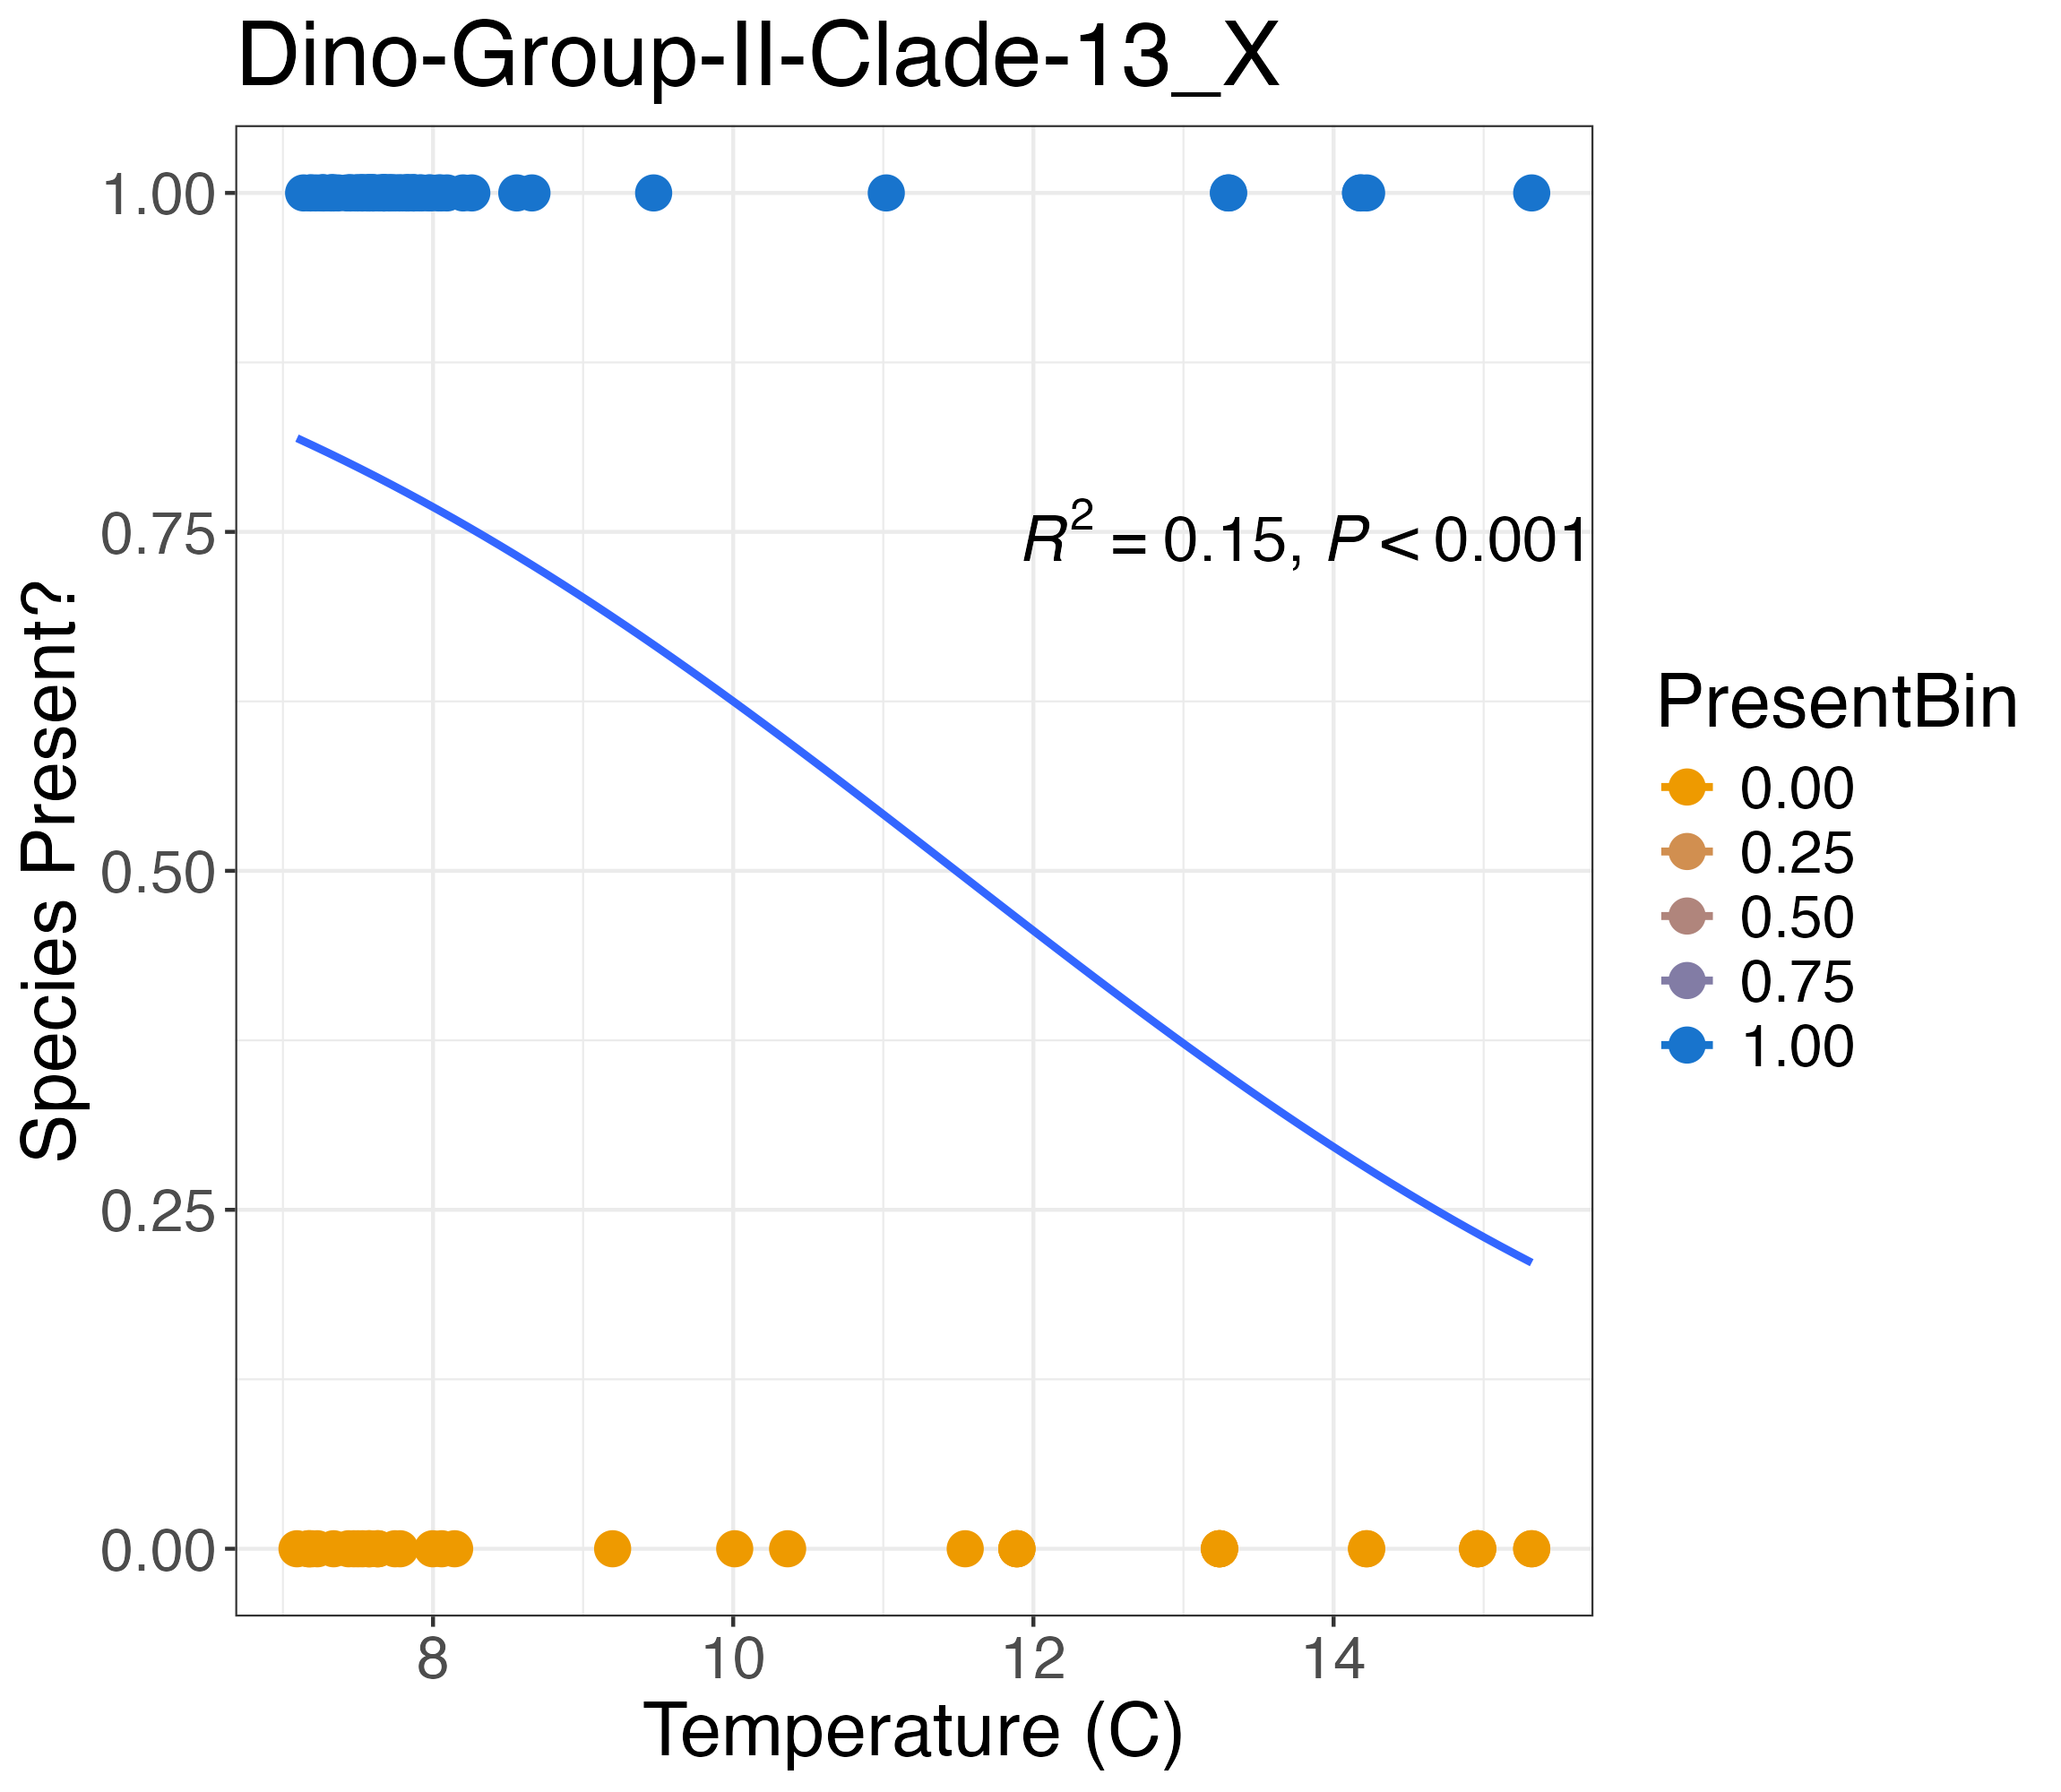 Dino-Group-II-Clade-13_X
1.00
0.75
0.50
0.25
0.00
Species Present?
R² = 0.15, P < 0.001
8 10 12 14
Temperature (C)
PresentBin
0.00
0.25
0.50
0.75
1.00